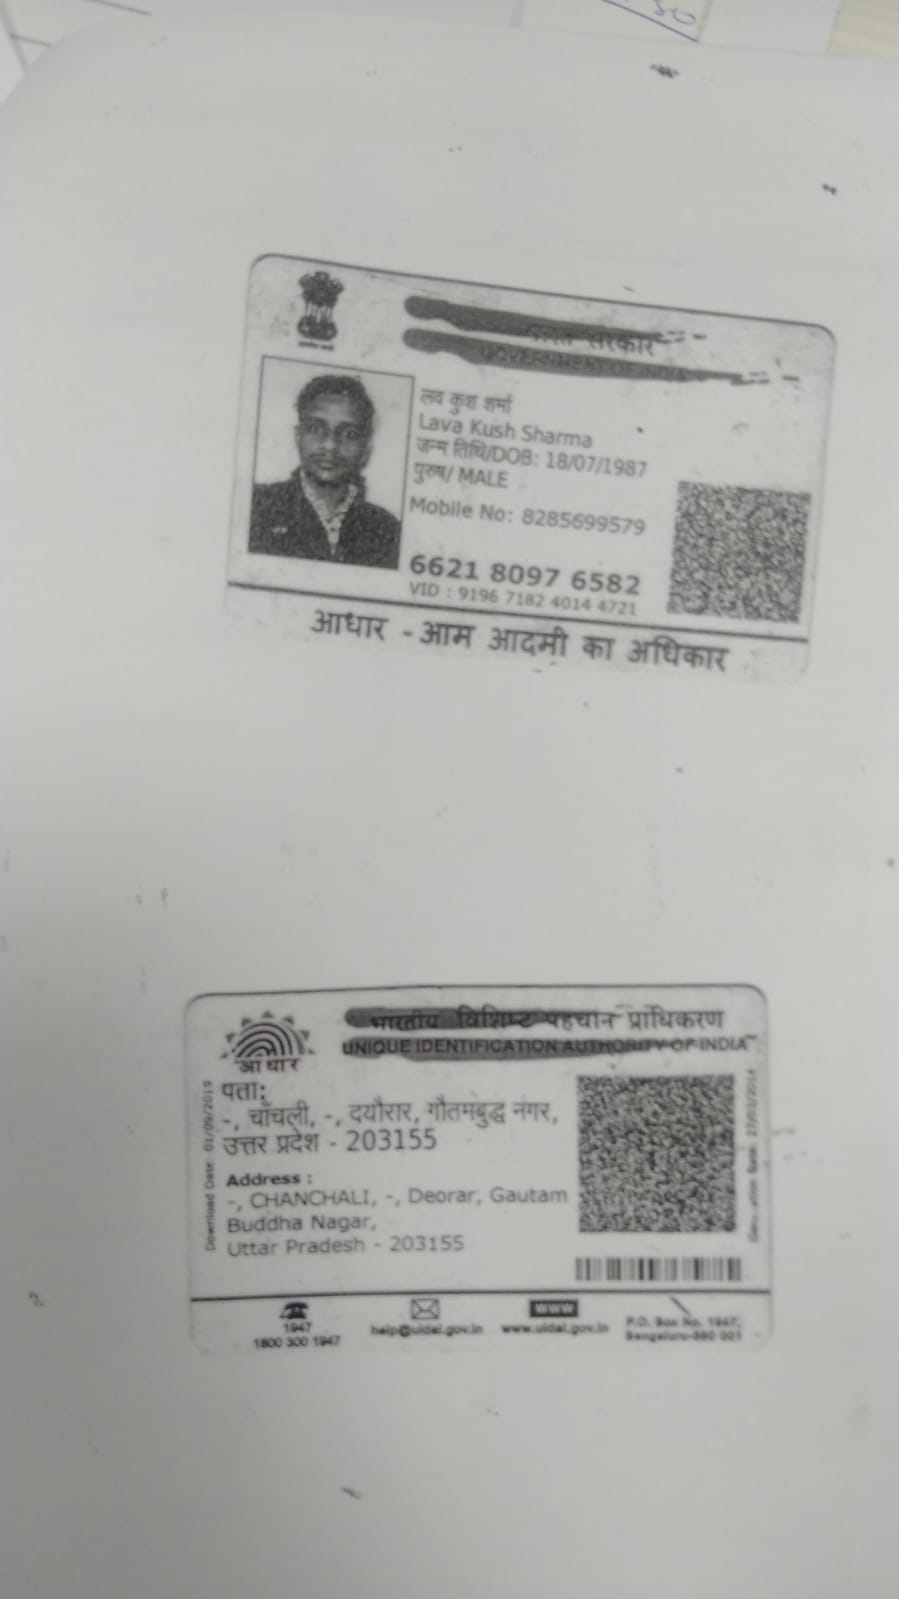 भारत सरकार
GOVERNMENT OF INDIA
लव कुश शर्मा
Lava Kush Sharma
जन्म तिथि/DOB: 18/07/1987
पुरुष/ MALE
Mobile No: 8285699579
6621 8097 6582
VID : 9196 7182 4014 4721
आधार - आम आदमी का अधिकार
भारतीय विशिष्ट पहचान प्राधिकरण
UNIQUE IDENTIFICATION AUTHORITY OF INDIA
आधार
पता:
-, चाँचली, -, दयौरार, गौतमबुद्ध नगर,
उत्तर प्रदेश - 203155
Address :
-, CHANCHALI, -, Deorar, Gautam
Buddha Nagar,
Uttar Pradesh - 203155
Download Date: 01/09/2019
27/03/2014
1947
1800 300 1947
help@uidai.gov.in
www
www.uidai.gov.in
P.O. Box No. 1947,
Bengaluru-560 001